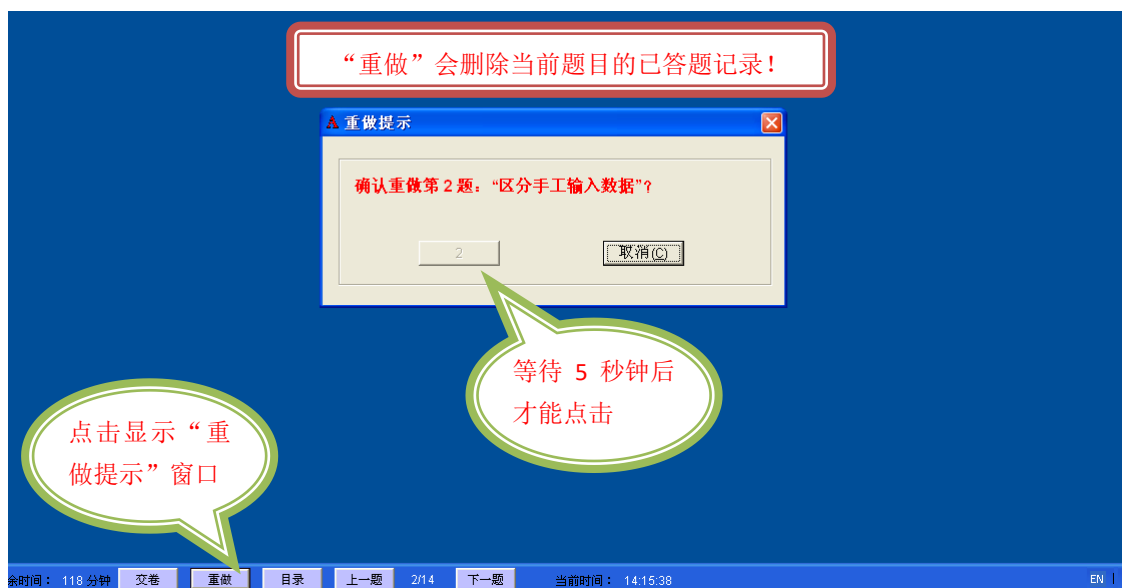 “重做”会删除当前题目的已答题记录！
重做提示
确认重做第 2 题：“区分手工输入数据”？
2
取消(C)
等待 5 秒钟后
才能点击
点击显示“重
做提示”窗口
余时间： 118 分钟 交卷 重做 目录 上一题 2/14 下一题 当前时间： 14:15:38 EN